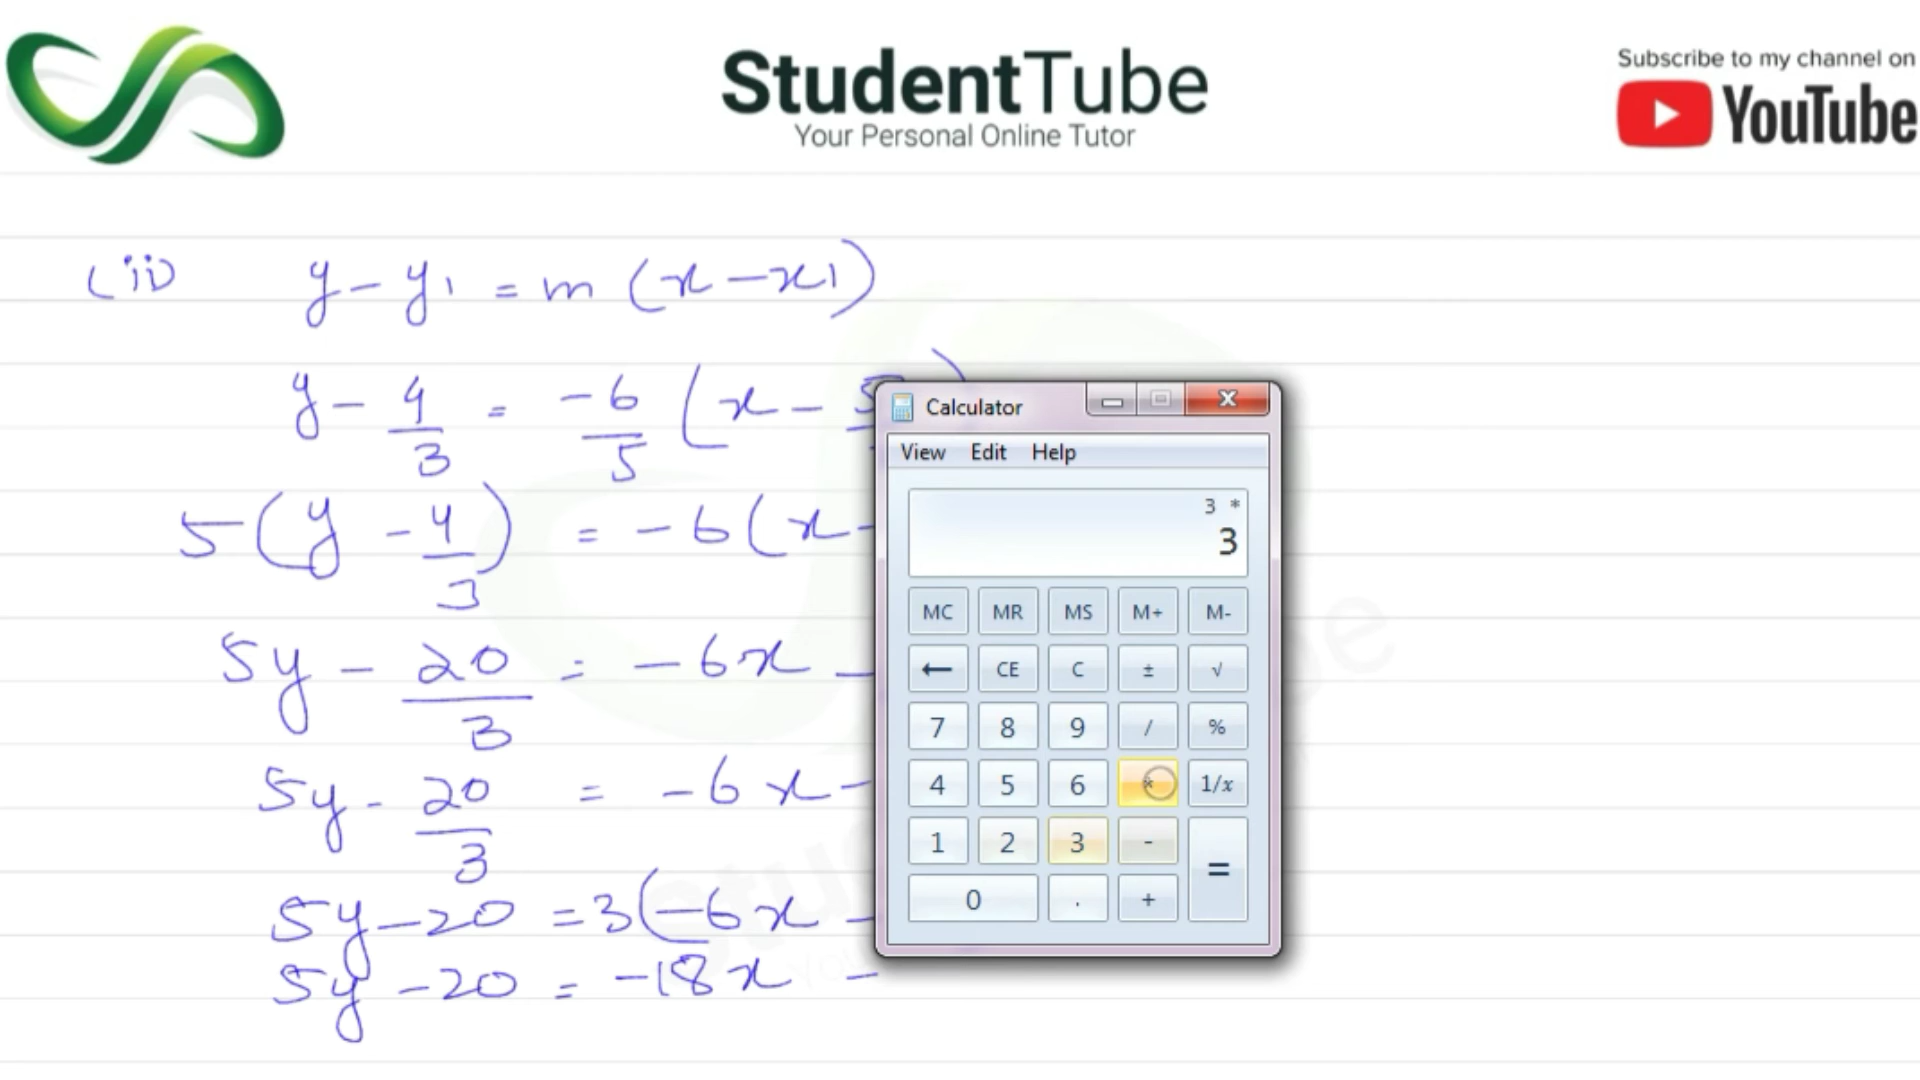 StudentTube
Your Personal Online Tutor
Subscribe to my channel on
YouTube
(ii) y - y1 = m (x - x1)
y - 4/3 = -6/5 (x - 5
5(y - 4/3) = -6(x -
5y - 20/3 = -6x -
5y - 20/3 = -6x -
5y - 20 = 3(-6x -
5y - 20 = -18x -
Calculator
View Edit Help
3 *
3
MC MR MS M+ M-
← CE C ± √
7 8 9 / %
4 5 6 * 1/x
1 2 3 - =
0 . +